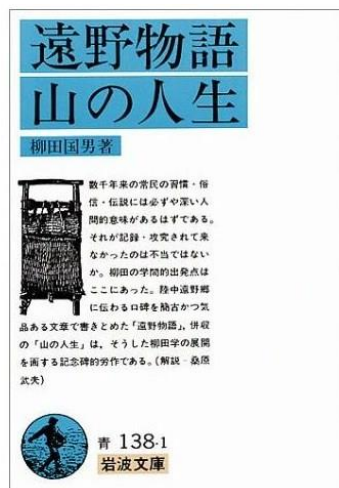 遠野物語
山の人生
柳田国男著
数千年来の常民の習慣・俗
信・伝説には必ずや深い人
間的意味があるはずである。
それが記録・攻究されて来
なかったのは不当ではない
か。柳田の学問的出発点は
ここにあった。陸中遠野郷
に伝わる口碑を簡古かつ気
品ある文章で書きとめた「遠野物語」,併収
の「山の人生」は,そうした柳田学の展開
を画する記念碑的労作である。(解説 桑原
武夫)
青 138-1
岩波文庫